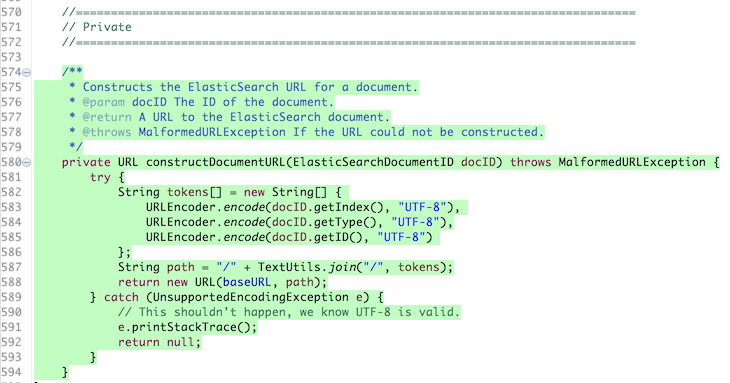 570 //================================================================================
571 // Private
572 //================================================================================
573
574 /**
575 * Constructs the ElasticSearch URL for a document.
576 * @param docID The ID of the document.
577 * @return A URL to the ElasticSearch document.
578 * @throws MalformedURLException If the URL could not be constructed.
579 */
580 private URL constructDocumentURL(ElasticSearchDocumentID docID) throws MalformedURLException {
581 try {
582 String tokens[] = new String[] {
583 URLEncoder.encode(docID.getIndex(), "UTF-8"),
584 URLEncoder.encode(docID.getType(), "UTF-8"),
585 URLEncoder.encode(docID.getID(), "UTF-8")
586 };
587 String path = "/" + TextUtils.join("/", tokens);
588 return new URL(baseURL, path);
589 } catch (UnsupportedEncodingException e) {
590 // This shouldn't happen, we know UTF-8 is valid.
591 e.printStackTrace();
592 return null;
593 }
594 }